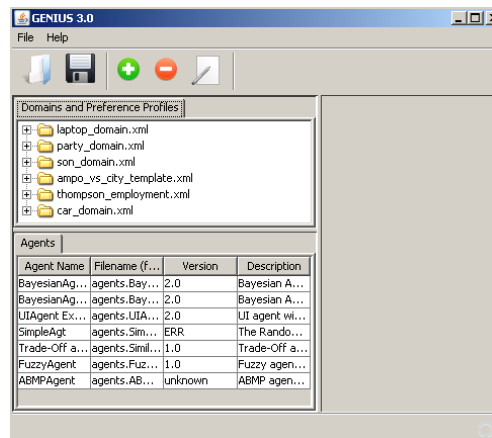 GENIUS 3.0
File Help
Domains and Preference Profiles
laptop_domain.xml
party_domain.xml
son_domain.xml
ampo_vs_city_template.xml
thompson_employment.xml
car_domain.xml
Agents
Agent Name Filename (f... Version Description
BayesianAg... agents.Bay... 2.0 Bayesian A...
BayesianAg... agents.Bay... 2.0 Bayesian A...
UIAgent Ex... agents.UIA... 2.0 UI agent wi...
SimpleAgt agents.Sim... ERR The Rando...
Trade-Off a... agents.Simil... 1.0 Trade-Off a...
FuzzyAgent agents.Fuz... 1.0 Fuzzy agen...
ABMPAgent agents.AB... unknown ABMP agen...